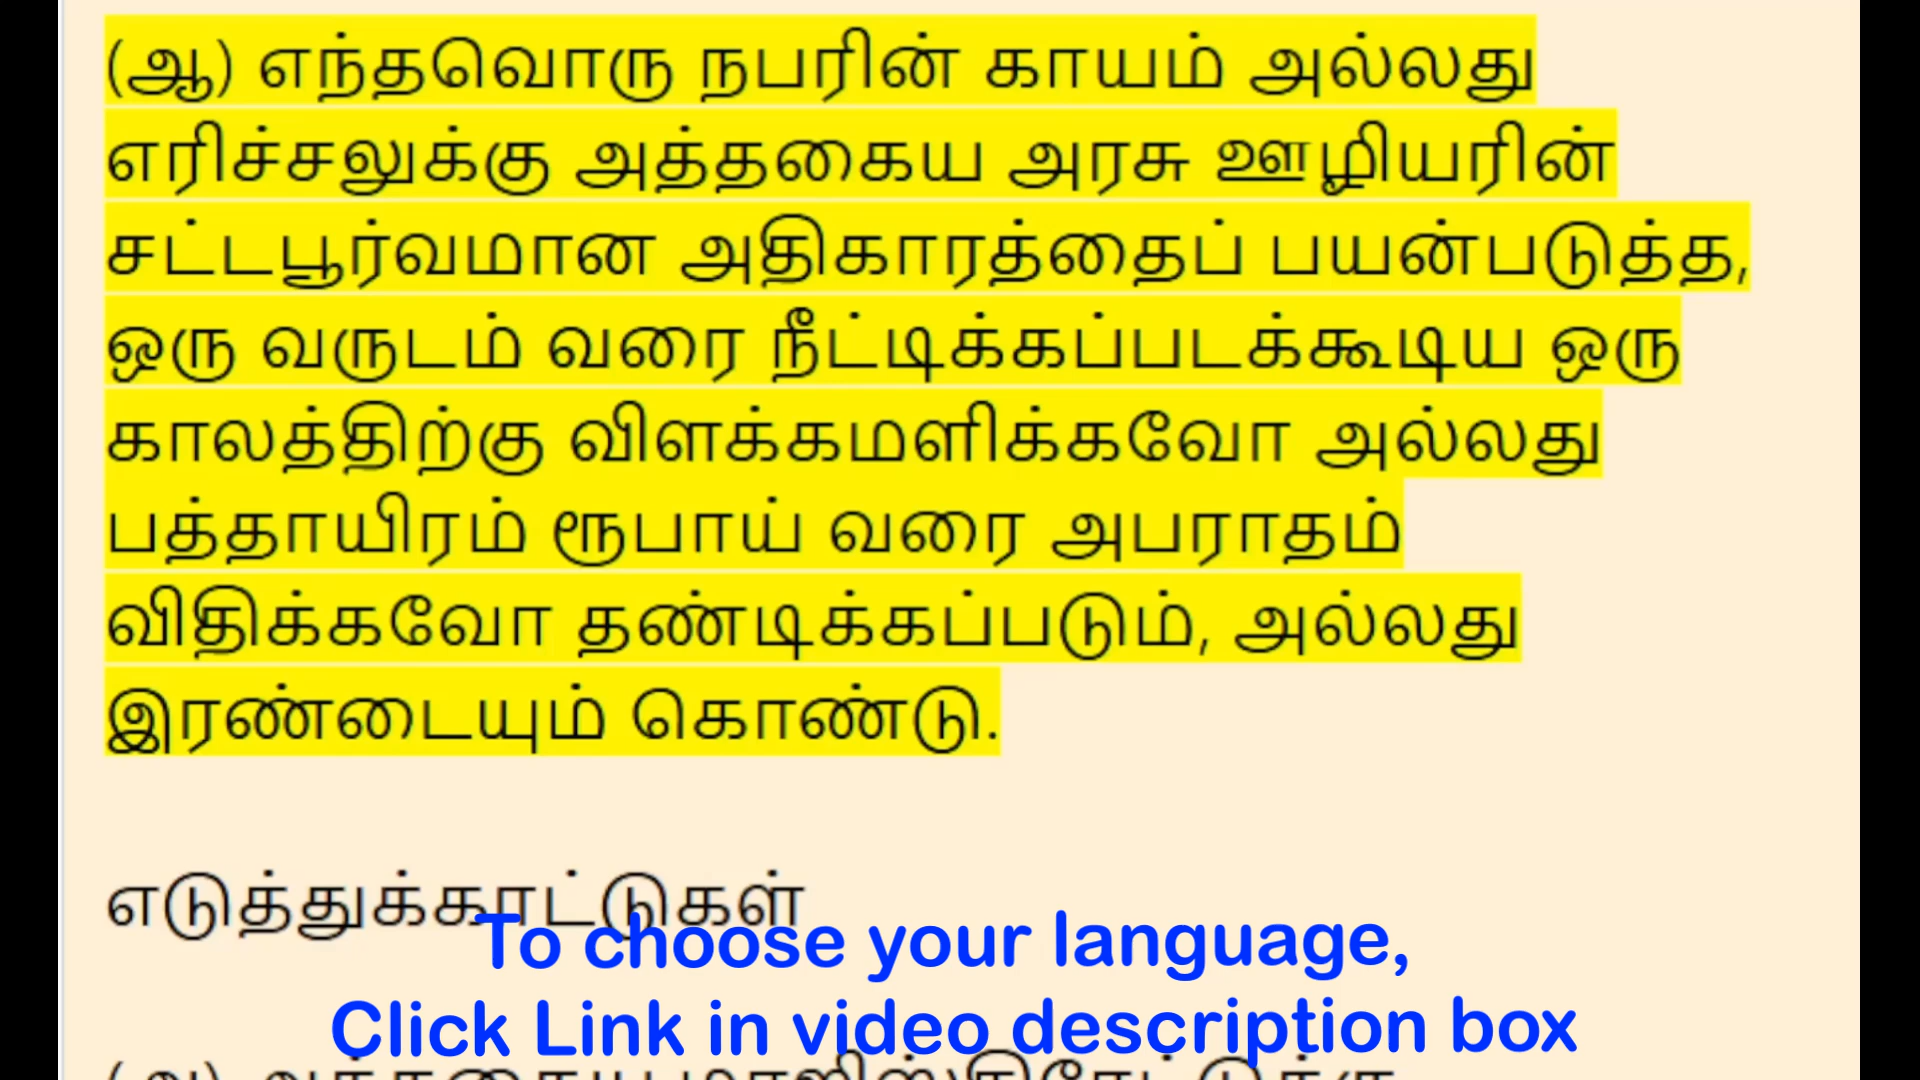 (ஆ) எந்தவொரு நபரின் காயம் அல்லது
எரிச்சலுக்கு அத்தகைய அரசு ஊழியரின்
சட்டபூர்வமான அதிகாரத்தைப் பயன்படுத்த,
ஒரு வருடம் வரை நீட்டிக்கப்படக்கூடிய ஒரு
காலத்திற்கு விளக்கமளிக்கவோ அல்லது
பத்தாயிரம் ரூபாய் வரை அபராதம்
விதிக்கவோ தண்டிக்கப்படும், அல்லது
இரண்டையும் கொண்டு.
எடுத்துக்காட்டுகள்
To choose your language,
Click Link in video description box
(அ) அத்தகைய